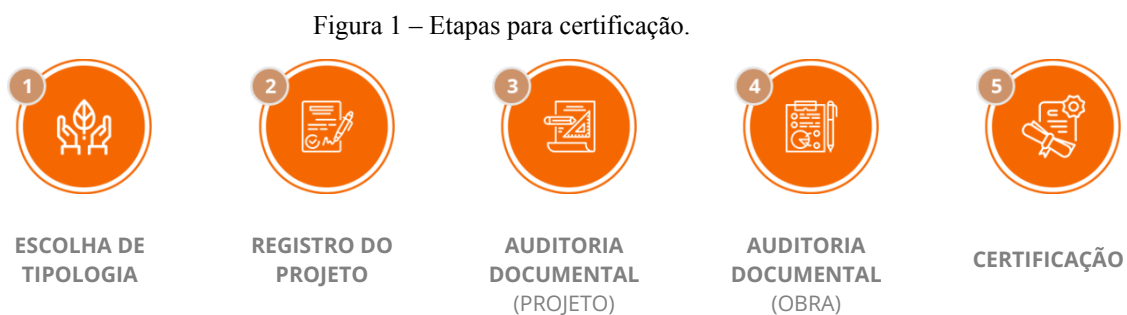 Figura 1 – Etapas para certificação.
1
2
3
4
5
ESCOLHA DE
TIPOLOGIA
REGISTRO DO
PROJETO
AUDITORIA
DOCUMENTAL
(PROJETO)
AUDITORIA
DOCUMENTAL
(OBRA)
CERTIFICAÇÃO